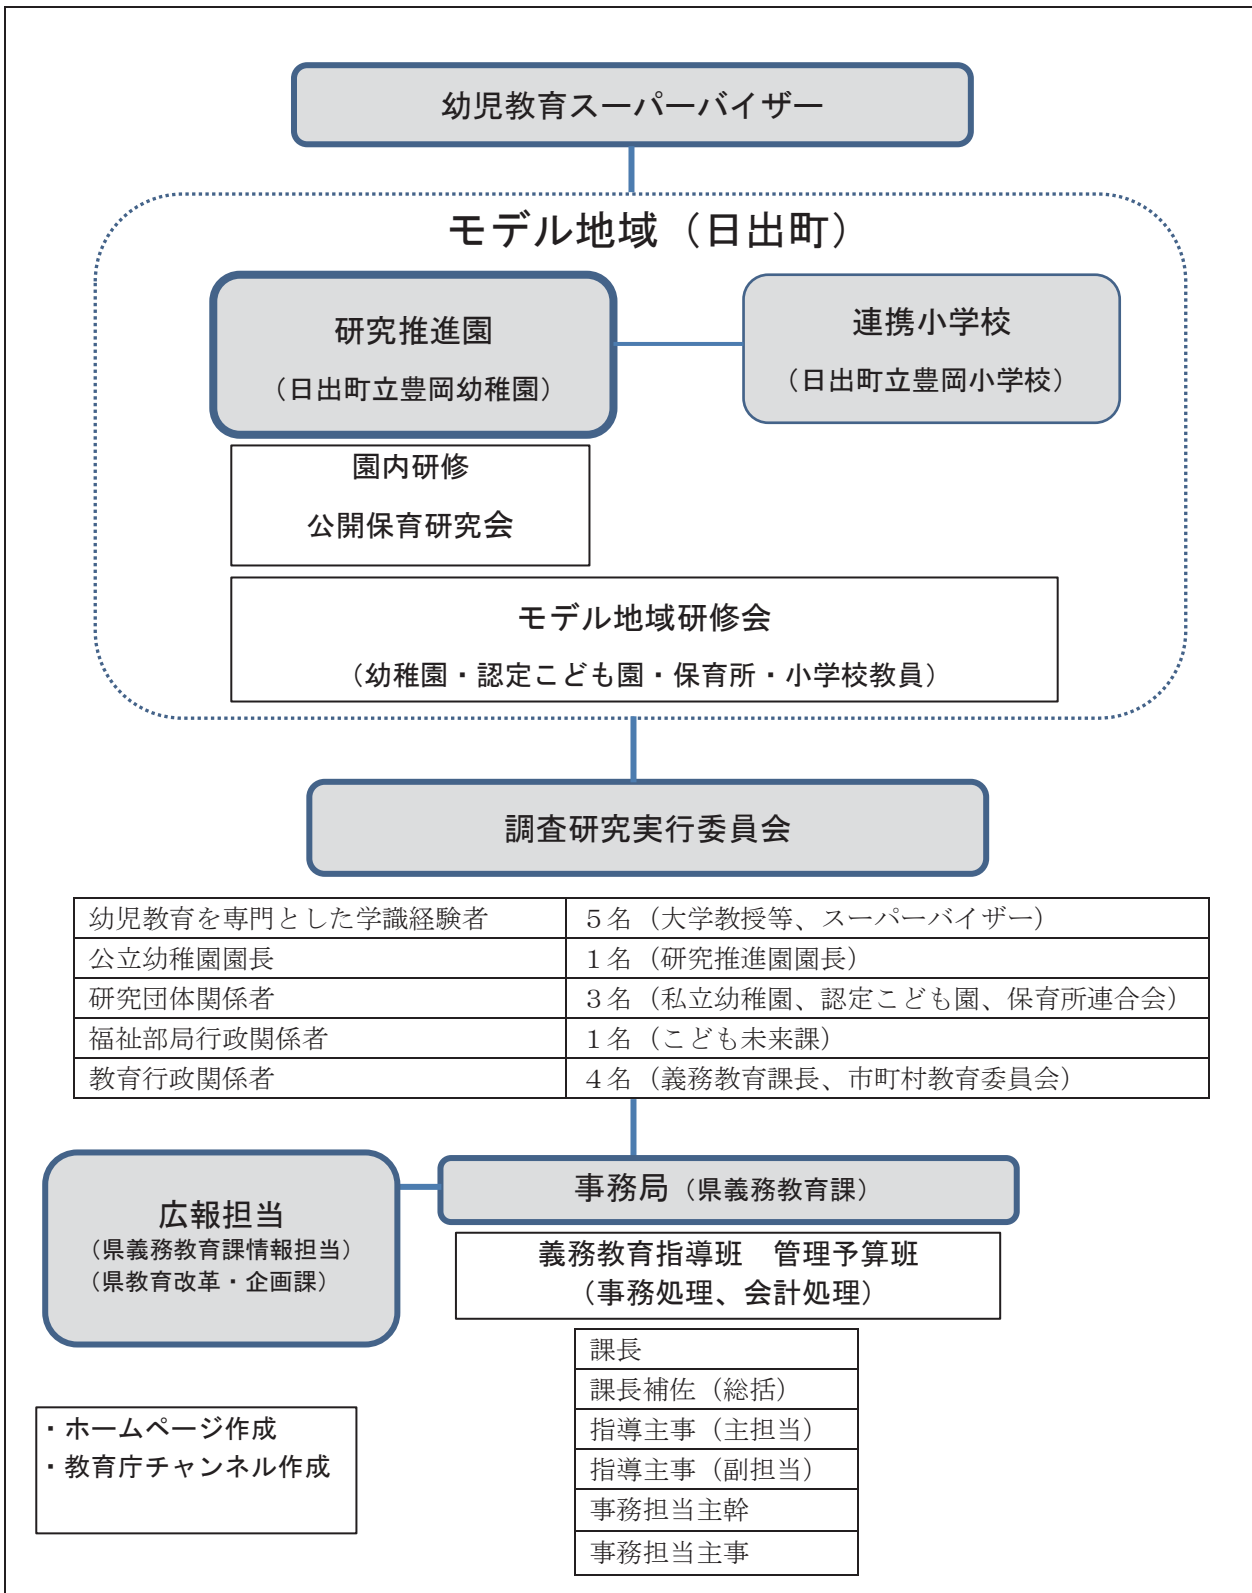 幼児教育スーパーバイザー
モデル地域（日出町）
研究推進園
（日出町立豊岡幼稚園）
連携小学校
（日出町立豊岡小学校）
園内研修
公開保育研究会
モデル地域研修会
（幼稚園・認定こども園・保育所・小学校教員）
調査研究実行委員会
幼児教育を専門とした学識経験者 ５名（大学教授等、スーパーバイザー）
公立幼稚園園長 １名（研究推進園園長）
研究団体関係者 ３名（私立幼稚園、認定こども園、保育所連合会）
福祉部局行政関係者 １名（こども未来課）
教育行政関係者 ４名（義務教育課長、市町村教育委員会）
事務局（県義務教育課）
広報担当
（県義務教育課情報担当）
（県教育改革・企画課）
義務教育指導班　管理予算班
（事務処理、会計処理）
課長
課長補佐（総括）
指導主事（主担当）
指導主事（副担当）
事務担当主幹
事務担当主事
・ホームページ作成
・教育庁チャンネル作成